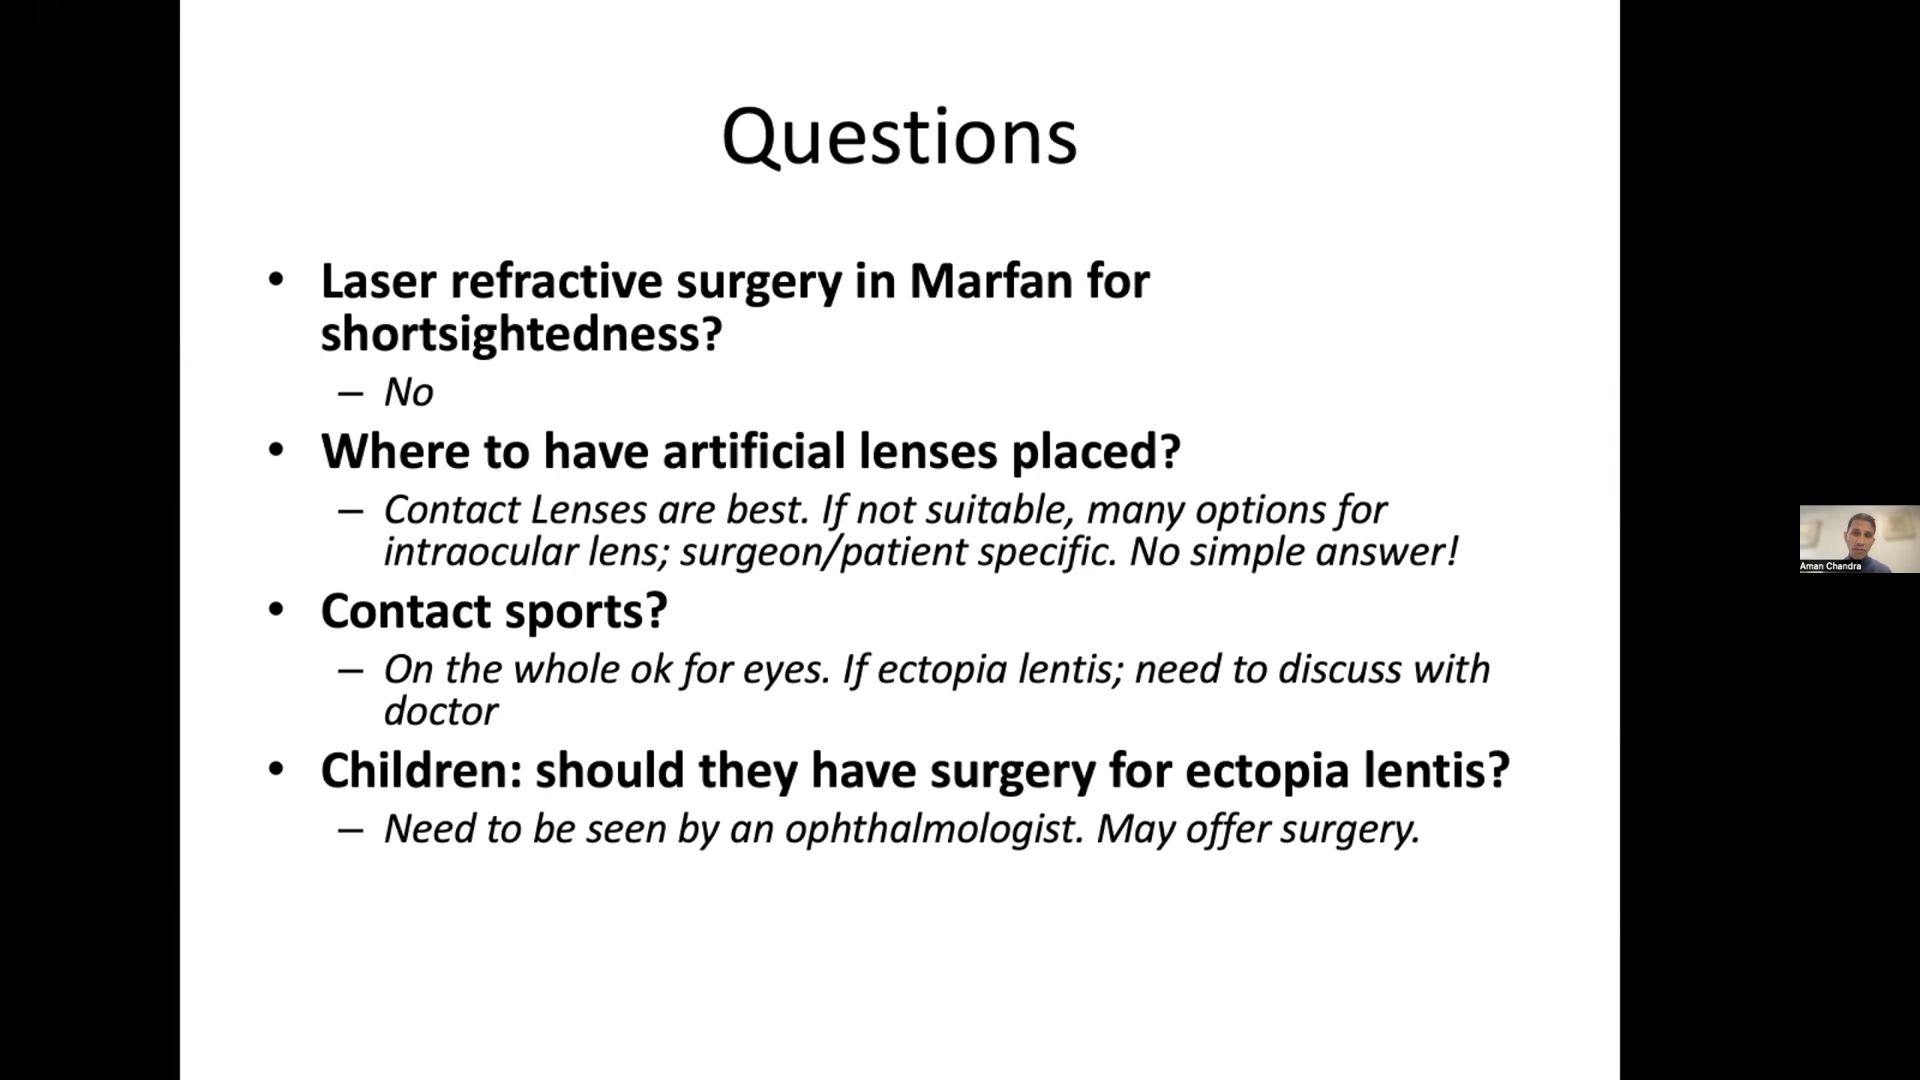 Questions
• Laser refractive surgery in Marfan for
shortsightedness?
– No
• Where to have artificial lenses placed?
– Contact Lenses are best. If not suitable, many options for
intraocular lens; surgeon/patient specific. No simple answer!
• Contact sports?
– On the whole ok for eyes. If ectopia lentis; need to discuss with
doctor
• Children: should they have surgery for ectopia lentis?
– Need to be seen by an ophthalmologist. May offer surgery.
Aman Chandra